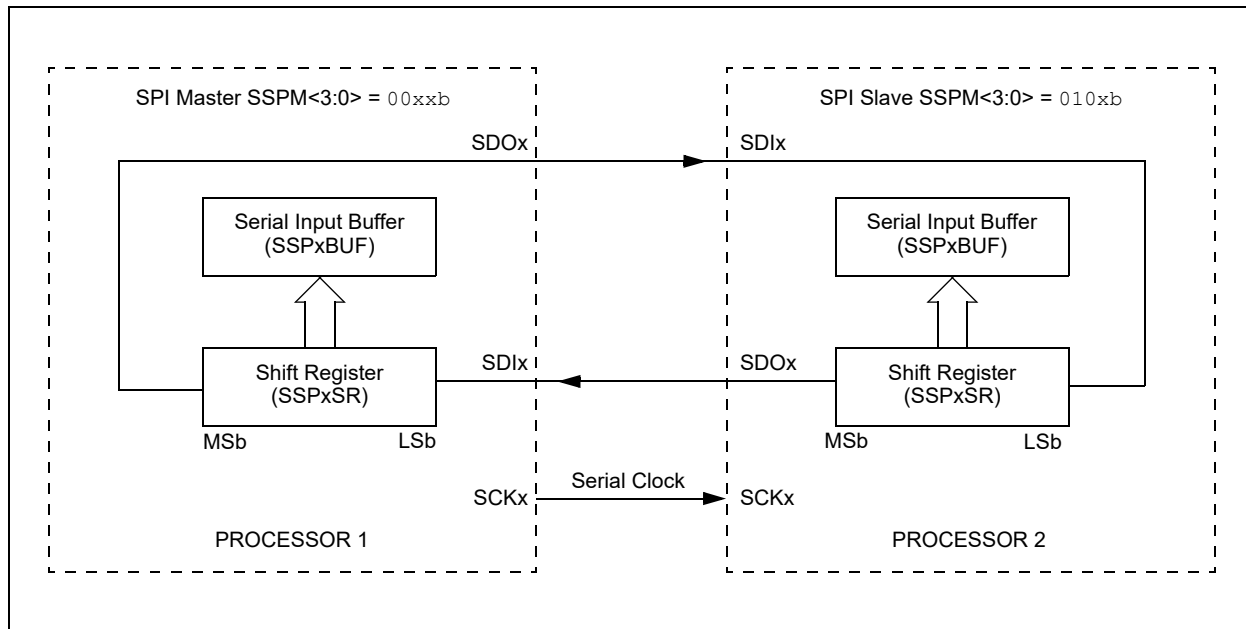 SPI Master SSPM<3:0> = 00xxb
SDOx
Serial Input Buffer
(SSPxBUF)
SDIx
Shift Register
(SSPxSR)
MSb
LSb
SCKx
PROCESSOR 1
Serial Clock
SPI Slave SSPM<3:0> = 010xb
SDIx
Serial Input Buffer
(SSPxBUF)
SDOx
Shift Register
(SSPxSR)
MSb
LSb
SCKx
PROCESSOR 2